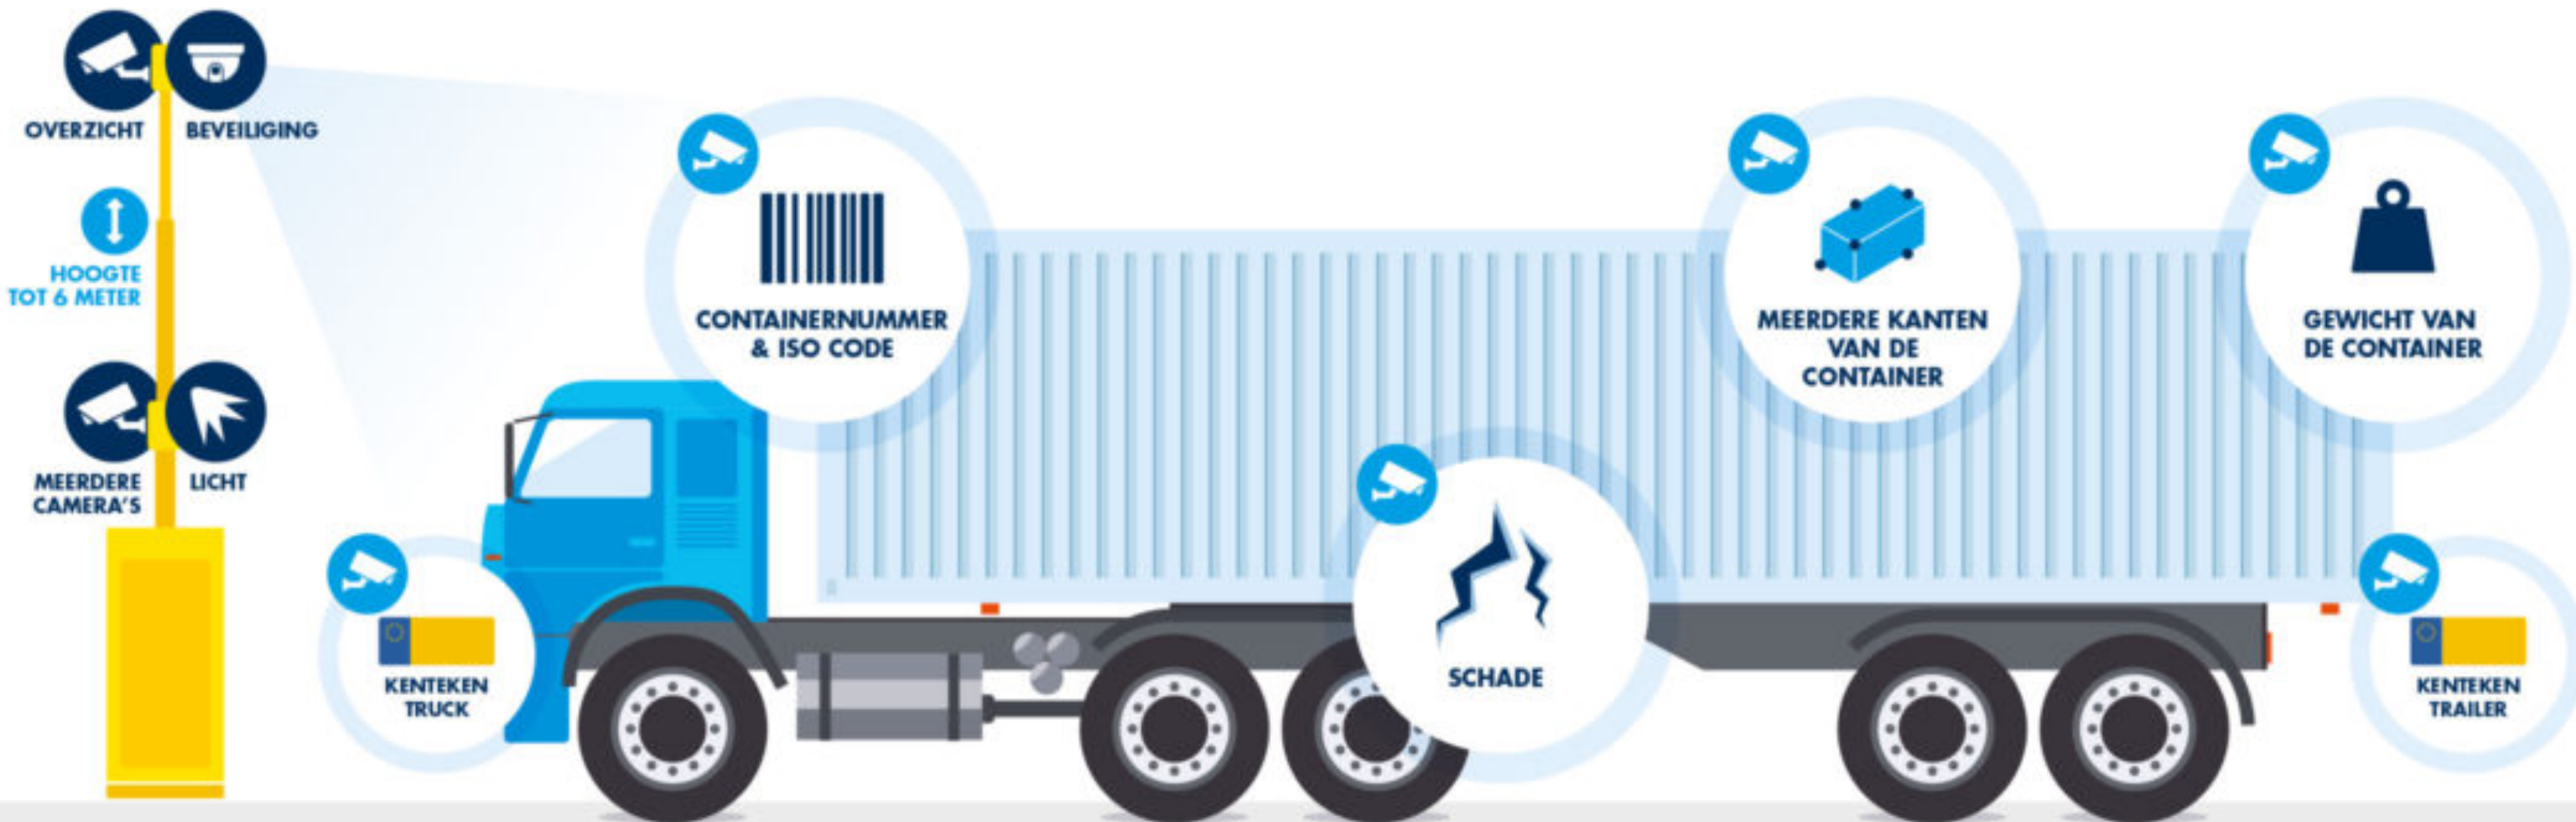 OVERZICHT
BEVEILIGING
HOOGTE
TOT 6 METER
MEERDERE
CAMERA'S
LICHT
KENTEKEN
TRUCK
CONTAINERNUMMER
& ISO CODE
SCHADE
MEERDERE KANTEN
VAN DE
CONTAINER
GEWICHT VAN
DE CONTAINER
KENTEKEN
TRAILER